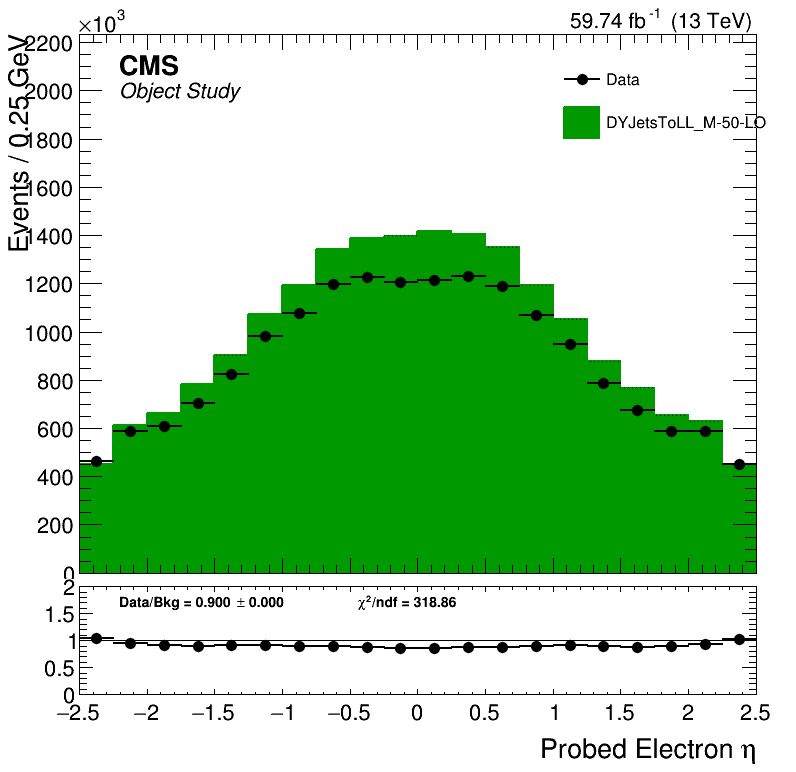 ×10³
59.74 fb⁻¹ (13 TeV)
Events / 0.25 GeV
CMS
Object Study
Data
DYJetsToLL_M-50-LO
2200
2000
1800
1600
1400
1200
1000
800
600
400
200
0
Data/Bkg = 0.900 ± 0.000
χ²/ndf = 318.86
2
1.5
1
0.5
0
−2.5 −2 −1.5 −1 −0.5 0 0.5 1 1.5 2 2.5
Probed Electron η